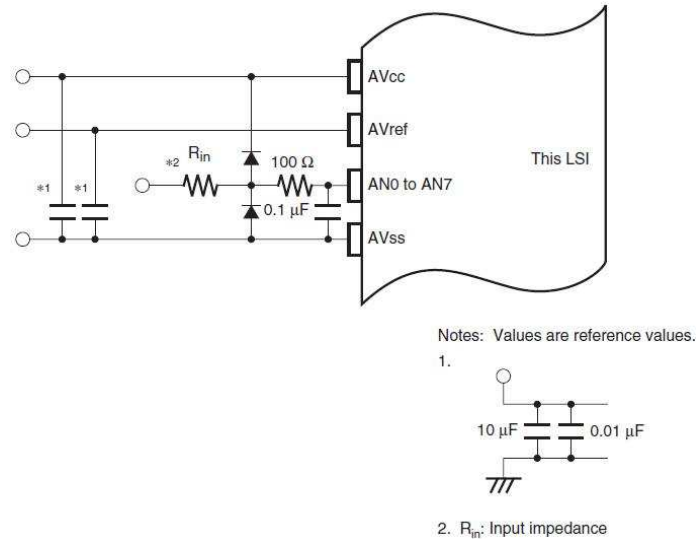 AVcc
AVref
*2 Rin 100 Ω
This LSI
*1 *1
AN0 to AN7
0.1 μF
AVss
Notes: Values are reference values.
1.
10 μF 0.01 μF
2. Rin: Input impedance